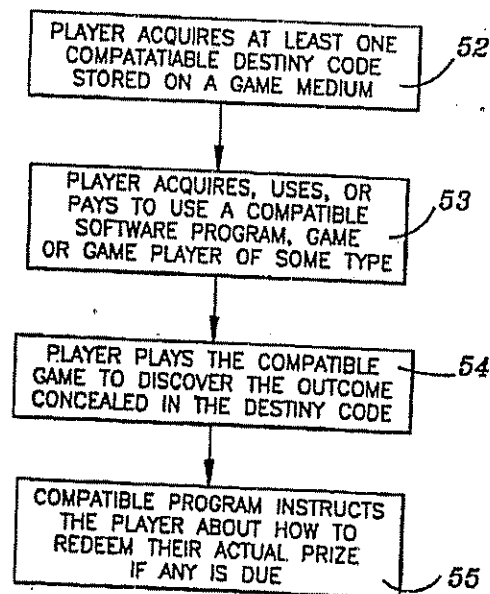 PLAYER ACQUIRES AT LEAST ONE
COMPATATIABLE DESTINY CODE
STORED ON A GAME MEDIUM
52
PLAYER ACQUIRES, USES, OR
PAYS TO USE A COMPATIBLE
SOFTWARE PROGRAM, GAME
OR GAME PLAYER OF SOME TYPE
53
PLAYER PLAYS THE COMPATIBLE
GAME TO DISCOVER THE OUTCOME
CONCEALED IN THE DESTINY CODE
54
COMPATIBLE PROGRAM INSTRUCTS
THE PLAYER ABOUT HOW TO
REDEEM THEIR ACTUAL PRIZE
IF ANY IS DUE
55